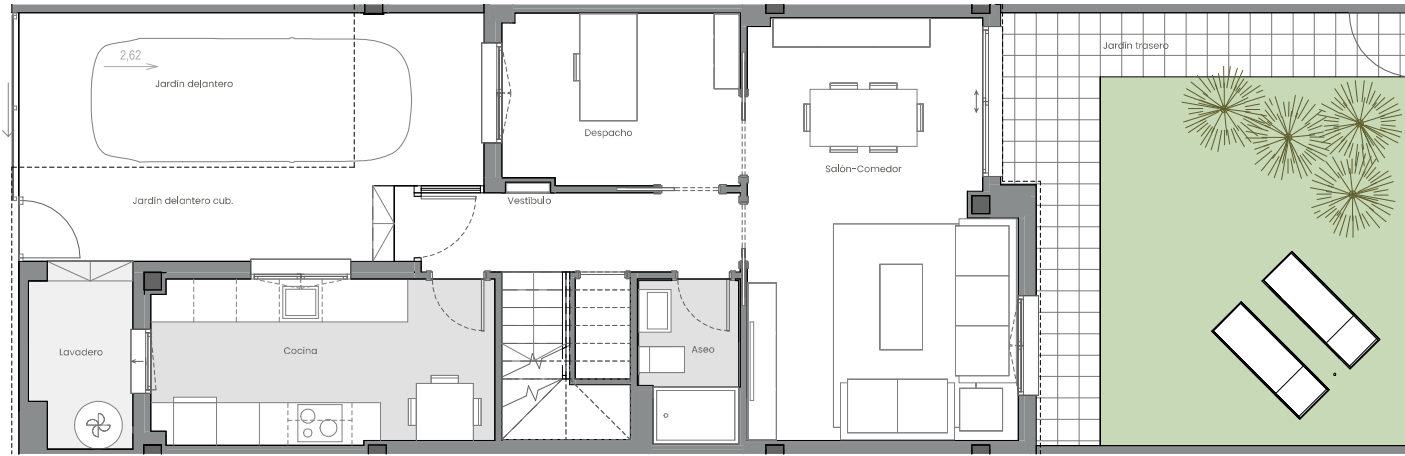 2,62
Jardín delantero
Jardín trasero
Despacho
Salón-Comedor
Jardín delantero cub.
Vestíbulo
Lavadero
Cocina
Aseo